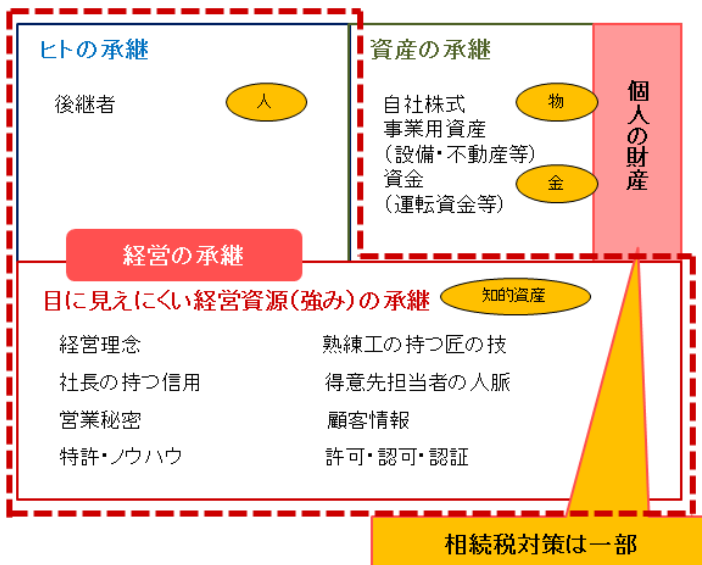 ヒトの承継
後継者
人
資産の承継
自社株式
物
事業用資産
(設備・不動産等)
資金
金
(運転資金等)
個人の財産
経営の承継
目に見えにくい経営資源(強み)の承継
知的資産
経営理念
熟練工の持つ匠の技
社長の持つ信用
得意先担当者の人脈
営業秘密
顧客情報
特許・ノウハウ
許可・認可・認証
相続税対策は一部